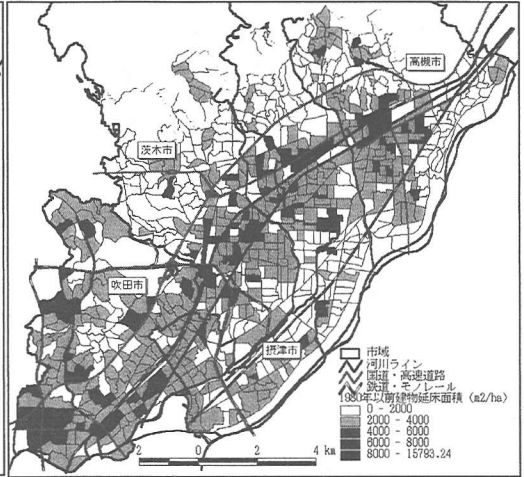 高槻市
茨木市
吹田市
摂津市
市域
河川ライン
国道・高速道路
鉄道・モノレール
1980年以前建物延床面積 (m2/ha)
0 - 2000
2000 - 4000
4000 - 6000
6000 - 8000
8000 - 15793.24
2 0 2 4 km